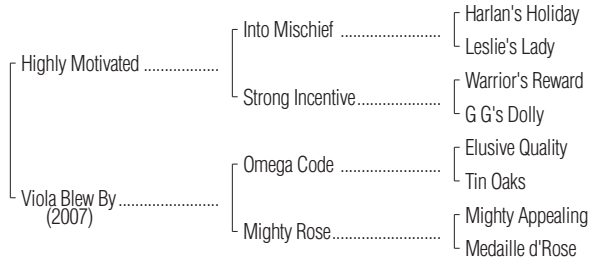 Harlan's Holiday
Into Mischief ....................
Leslie's Lady
Highly Motivated ...................
Warrior's Reward
Strong Incentive.....................
G G's Dolly
Elusive Quality
Omega Code ....................
Tin Oaks
Viola Blew By.........................
(2007)
Mighty Appealing
Mighty Rose...........................
Medaille d'Rose